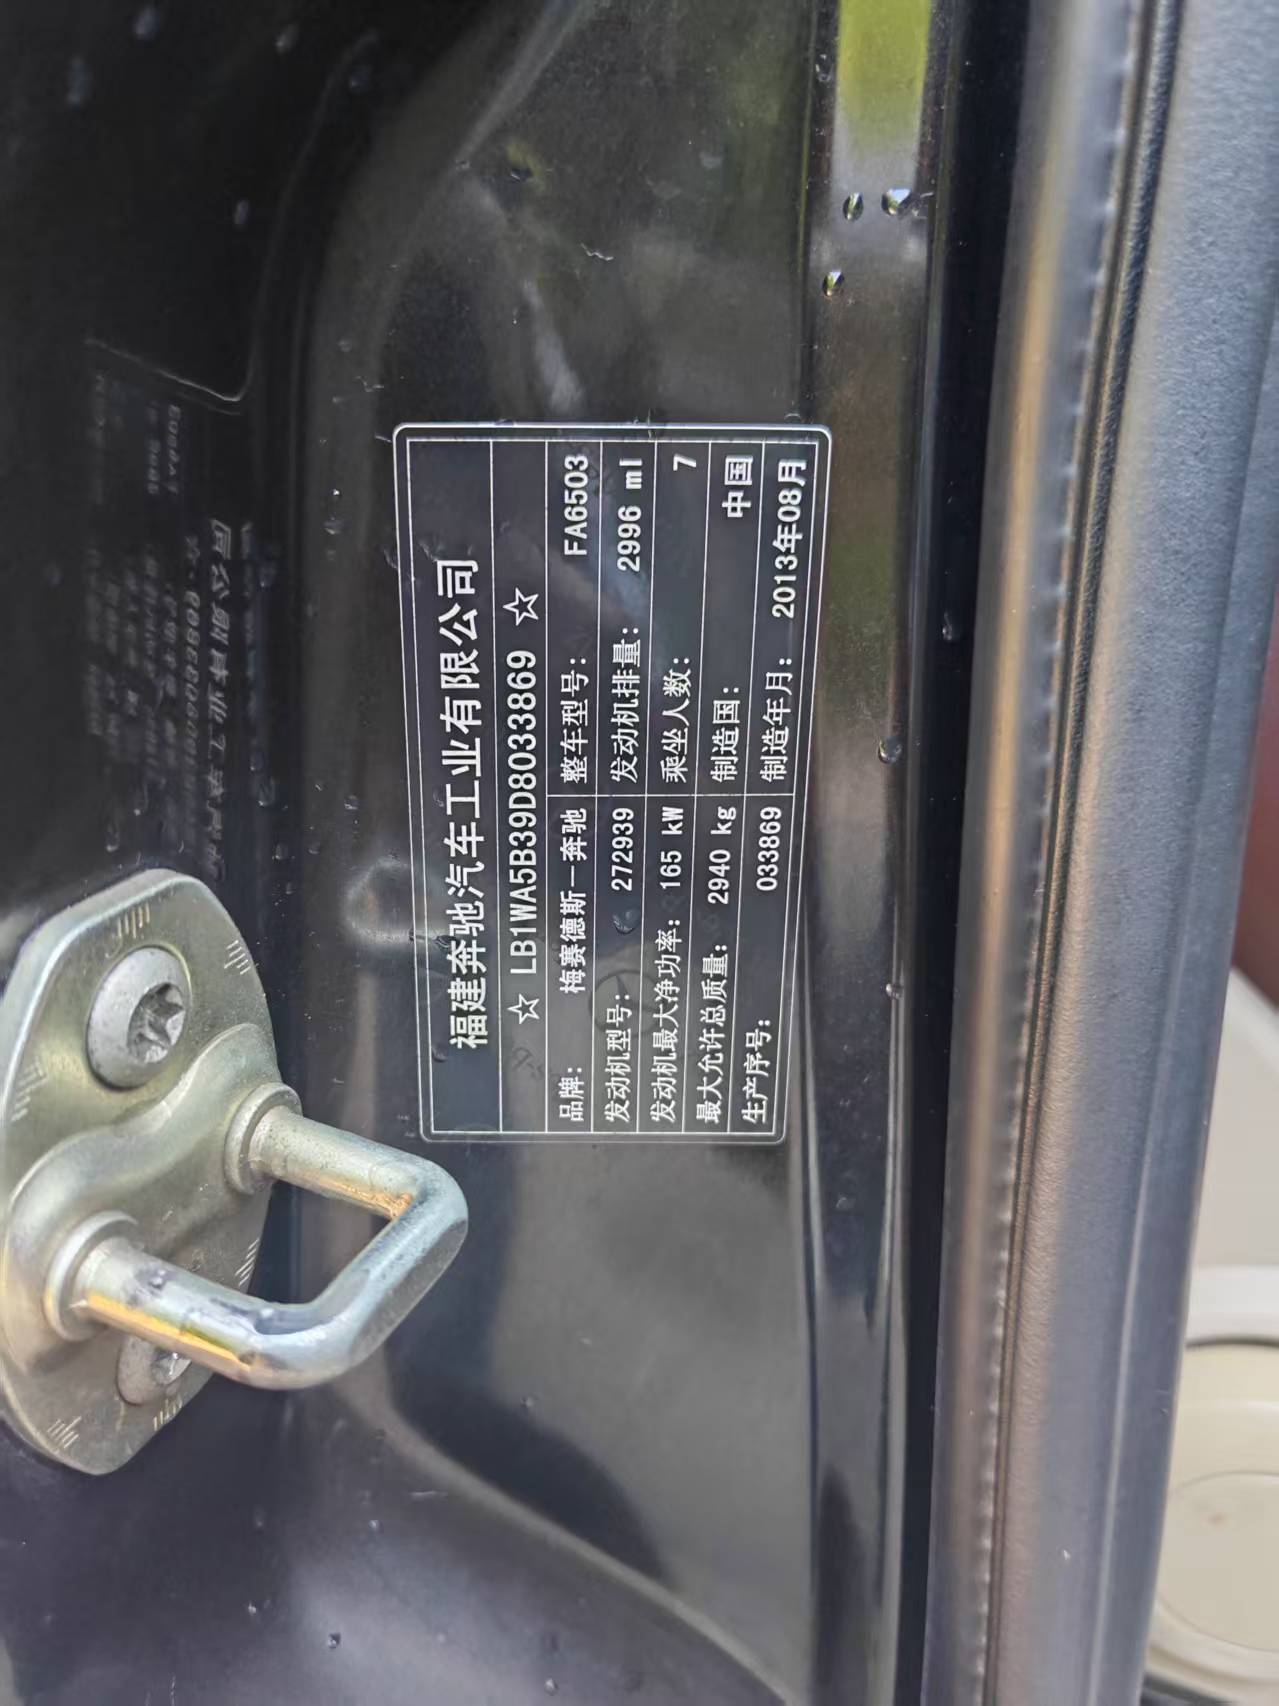 福建奔驰汽车工业有限公司
☆ LB1WA5B39D8033869 ☆
品牌: 梅赛德斯－奔驰 整车型号: FA6503
发动机型号: 272939 发动机排量: 2996 ml
发动机最大净功率: 165 kW 乘坐人数: 7
最大允许总质量: 2940 kg 制造国: 中国
生产序号: 033869 制造年月: 2013年08月